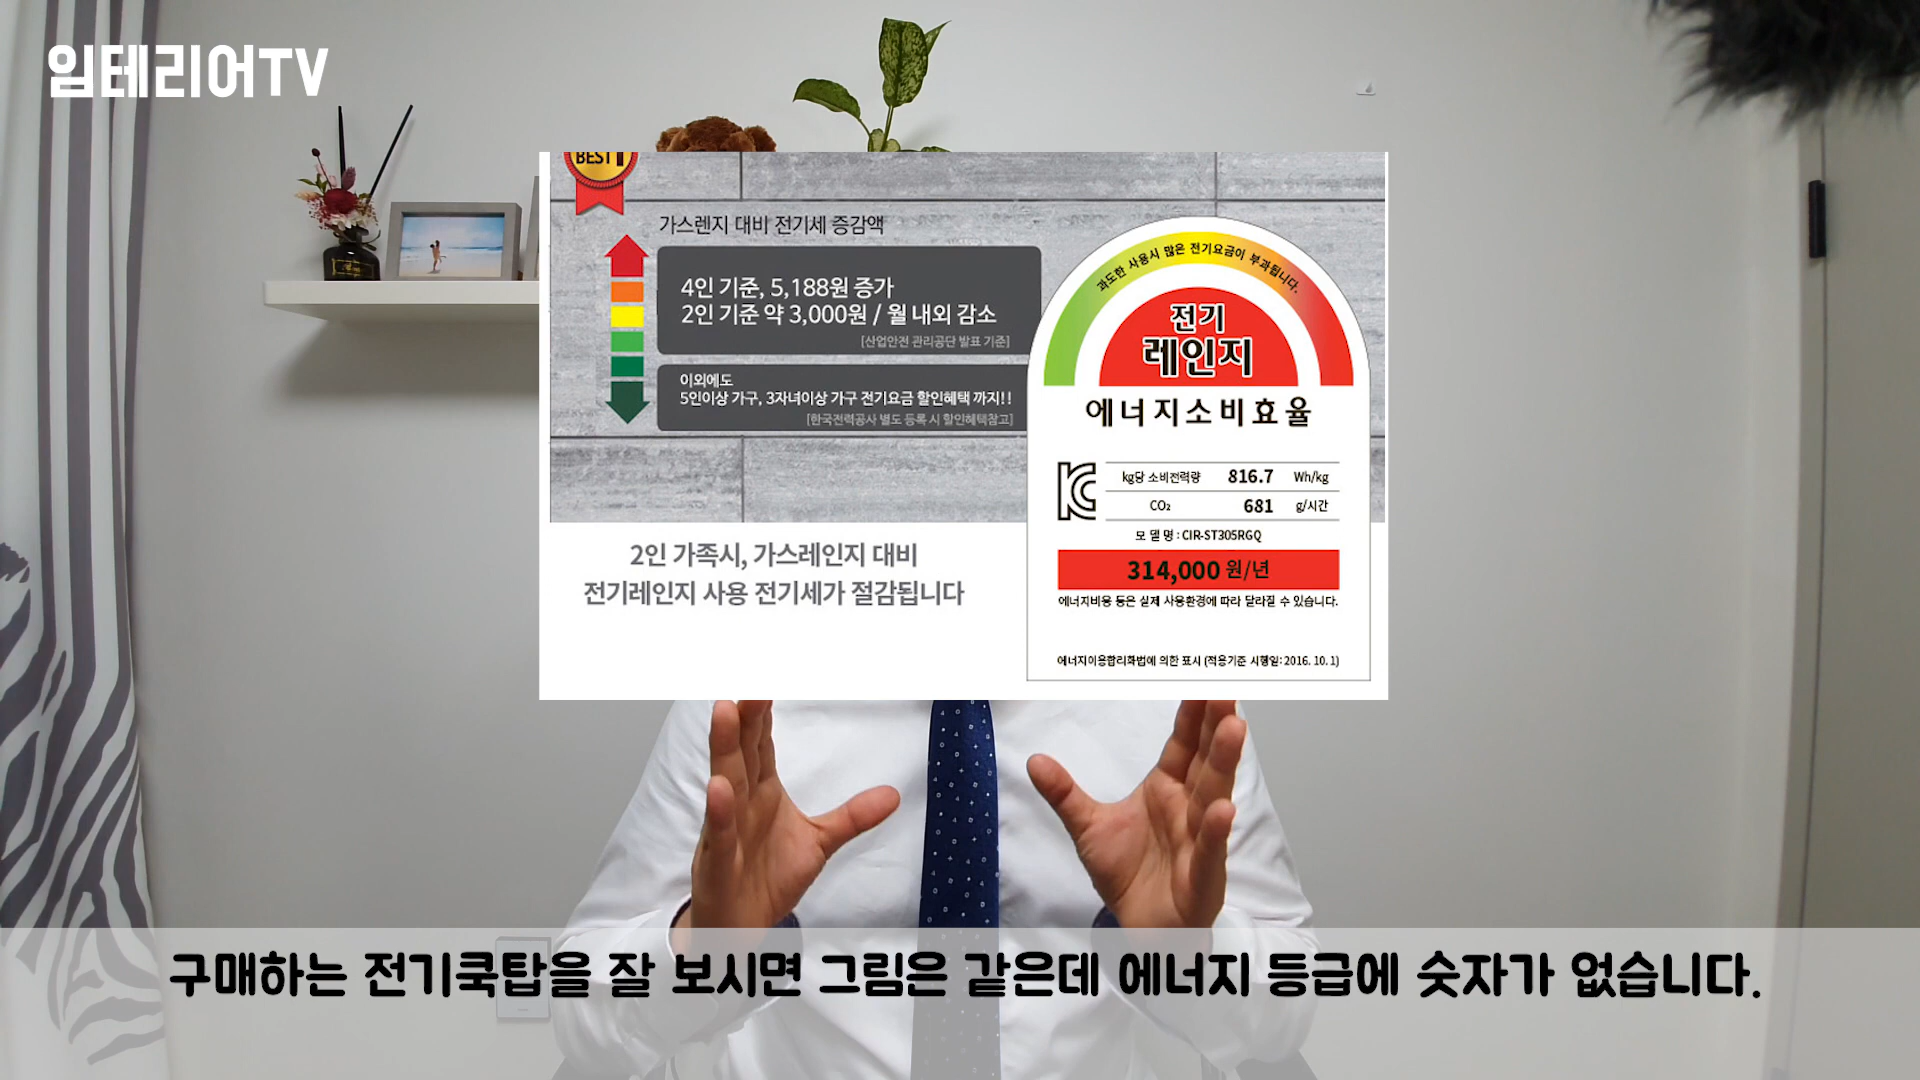 임테리어TV
BEST 1
가스렌지 대비 전기세 증감액
4인 기준, 5,188원 증가
2인 기준 약 3,000원 / 월 내외 감소
[산업안전 관리공단 발표 기준]
이외에도
5인이상 가구, 3자녀이상 가구 전기요금 할인혜택 까지!!
[한국전력공사 별도 등록 시 할인혜택참고]
2인 가족시, 가스레인지 대비
전기레인지 사용 전기세가 절감됩니다
과도한 사용시 많은 전기요금이 부과됩니다.
전기
레인지
에너지소비효율
kg당 소비전력량 816.7 Wh/kg
CO₂ 681 g/시간
모 델 명 : CIR-ST305RGQ
314,000 원/년
에너지비용 등은 실제 사용환경에 따라 달라질 수 있습니다.
에너지이용합리화법에 의한 표시 (적용기준 시행일: 2016. 10. 1)
구매하는 전기쿡탑을 잘 보시면 그림은 같은데 에너지 등급에 숫자가 없습니다.